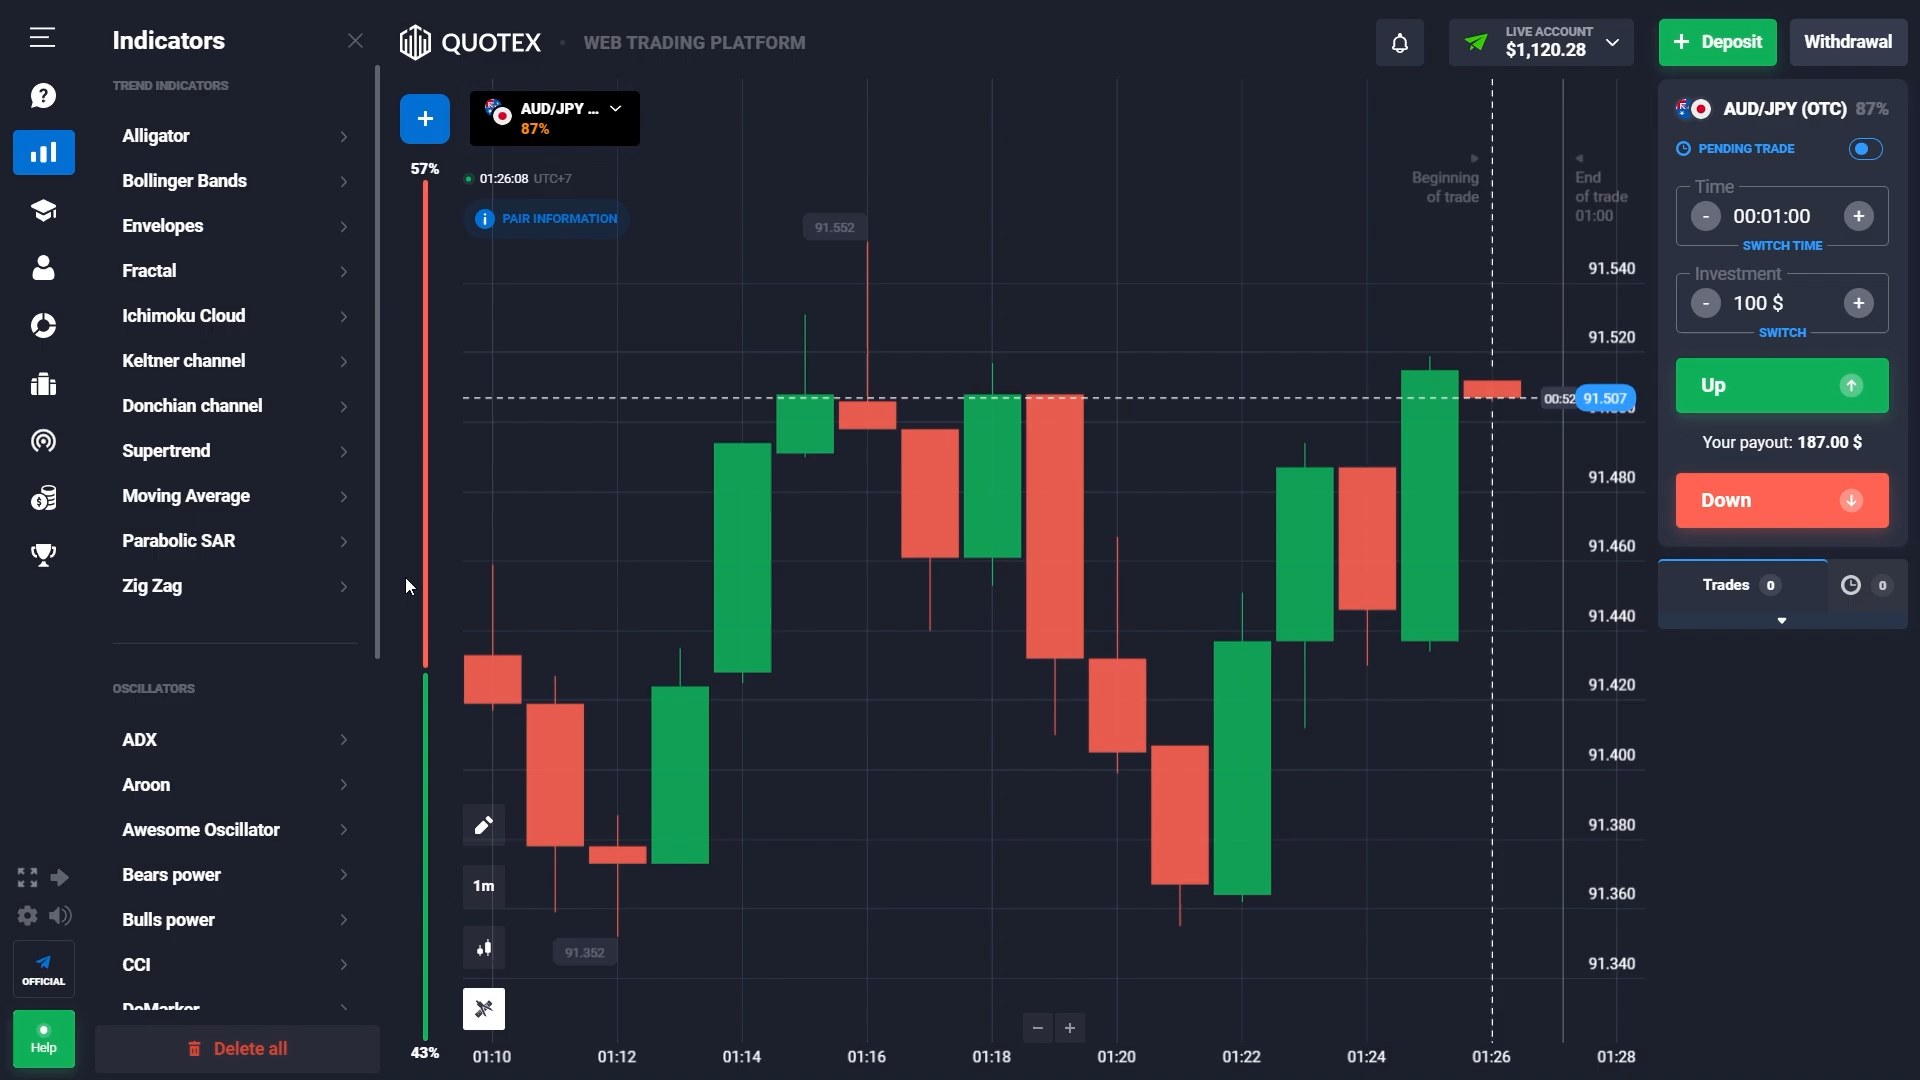 Indicators
QUOTEX
WEB TRADING PLATFORM
LIVE ACCOUNT
$1,120.28
Deposit
Withdrawal
TREND INDICATORS
Alligator
Bollinger Bands
Envelopes
Fractal
Ichimoku Cloud
Keltner channel
Donchian channel
Supertrend
Moving Average
Parabolic SAR
Zig Zag
OSCILLATORS
ADX
Aroon
Awesome Oscillator
Bears power
Bulls power
CCI
DeMarker
Delete all
OFFICIAL
Help
+
AUD/JPY ...
87%
57%
01:26:08 UTC+7
PAIR INFORMATION
91.552
Beginning
of trade
End
of trade
01:00
91.540
91.520
00:52
91.507
91.480
91.460
91.440
91.420
91.400
91.380
91.360
91.340
91.352
1m
43%
- +
01:10 01:12 01:14 01:16 01:18 01:20 01:22 01:24 01:26 01:28
AUD/JPY (OTC) 87%
PENDING TRADE
Time
- 00:01:00 +
SWITCH TIME
Investment
- 100 $ +
SWITCH
Up
Your payout: 187.00 $
Down
Trades 0
0